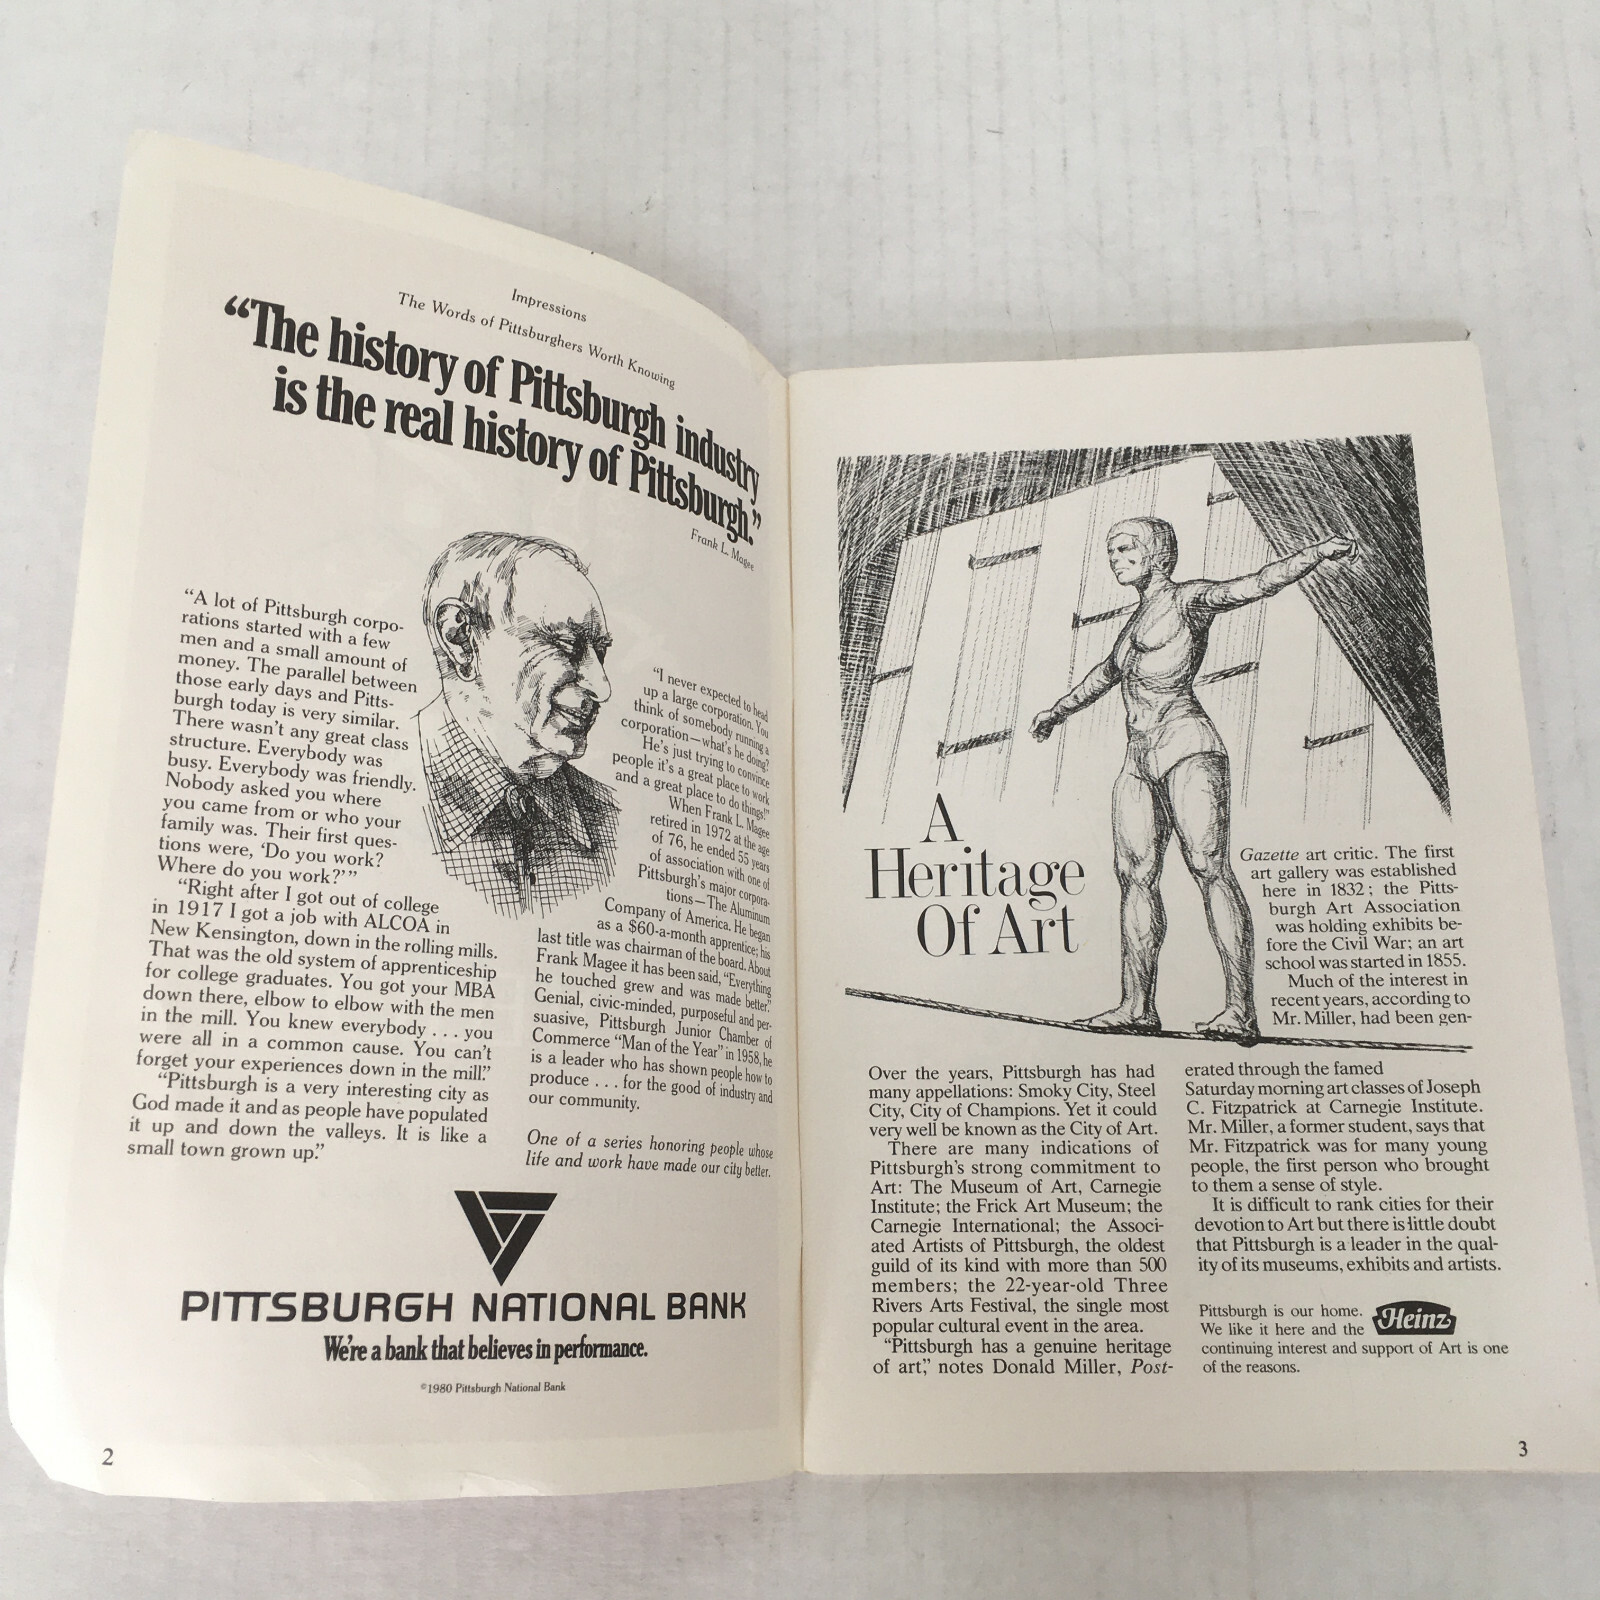 Impressions
The Words of Pittsburghers Worth Knowing
“The history of Pittsburgh industry
is the real history of Pittsburgh.”
Frank L. Magee
“A lot of Pittsburgh corpo-
rations started with a few
men and a small amount of
money. The parallel between
those early days and Pitts-
burgh today is very similar.
There wasn't any great class
structure. Everybody was
busy. Everybody was friendly.
Nobody asked you where
you came from or who your
family was. Their first ques-
tions were, ‘Do you work?
Where do you work?’”
“Right after I got out of college
in 1917 I got a job with ALCOA in
New Kensington, down in the rolling mills.
That was the old system of apprenticeship
for college graduates. You got your MBA
down there, elbow to elbow with the men
in the mill. You knew everybody . . . you
were all in a common cause. You can't
forget your experiences down in the mill.”
“Pittsburgh is a very interesting city as
God made it and as people have populated
it up and down the valleys. It is like a
small town grown up.”
“I never expected to head
up a large corporation. You
think of somebody running a
corporation—what's he doing?
He's just trying to convince
people it's a great place to work
and a great place to do things!”
When Frank L. Magee
retired in 1972 at the age
of 76, he ended 55 years
of association with one of
Pittsburgh's major corpora-
tions—The Aluminum
Company of America. He began
as a $60-a-month apprentice; his
last title was chairman of the board. About
Frank Magee it has been said, “Everything
he touched grew and was made better.”
Genial, civic-minded, purposeful and per-
suasive, Pittsburgh Junior Chamber of
Commerce “Man of the Year” in 1958, he
is a leader who has shown people how to
produce . . . for the good of industry and
our community.
One of a series honoring people whose
life and work have made our city better.
PITTSBURGH NATIONAL BANK
We're a bank that believes in performance.
©1980 Pittsburgh National Bank
2
A
Heritage
Of Art
Over the years, Pittsburgh has had
many appellations: Smoky City, Steel
City, City of Champions. Yet it could
very well be known as the City of Art.
There are many indications of
Pittsburgh's strong commitment to
Art: The Museum of Art, Carnegie
Institute; the Frick Art Museum; the
Carnegie International; the Associ-
ated Artists of Pittsburgh, the oldest
guild of its kind with more than 500
members; the 22-year-old Three
Rivers Arts Festival, the single most
popular cultural event in the area.
“Pittsburgh has a genuine heritage
of art,” notes Donald Miller, Post-
Gazette art critic. The first
art gallery was established
here in 1832; the Pitts-
burgh Art Association
was holding exhibits be-
fore the Civil War; an art
school was started in 1855.
Much of the interest in
recent years, according to
Mr. Miller, had been gen-
erated through the famed
Saturday morning art classes of Joseph
C. Fitzpatrick at Carnegie Institute.
Mr. Miller, a former student, says that
Mr. Fitzpatrick was for many young
people, the first person who brought
to them a sense of style.
It is difficult to rank cities for their
devotion to Art but there is little doubt
that Pittsburgh is a leader in the qual-
ity of its museums, exhibits and artists.
Pittsburgh is our home.
We like it here and the
Heinz
continuing interest and support of Art is one
of the reasons.
3